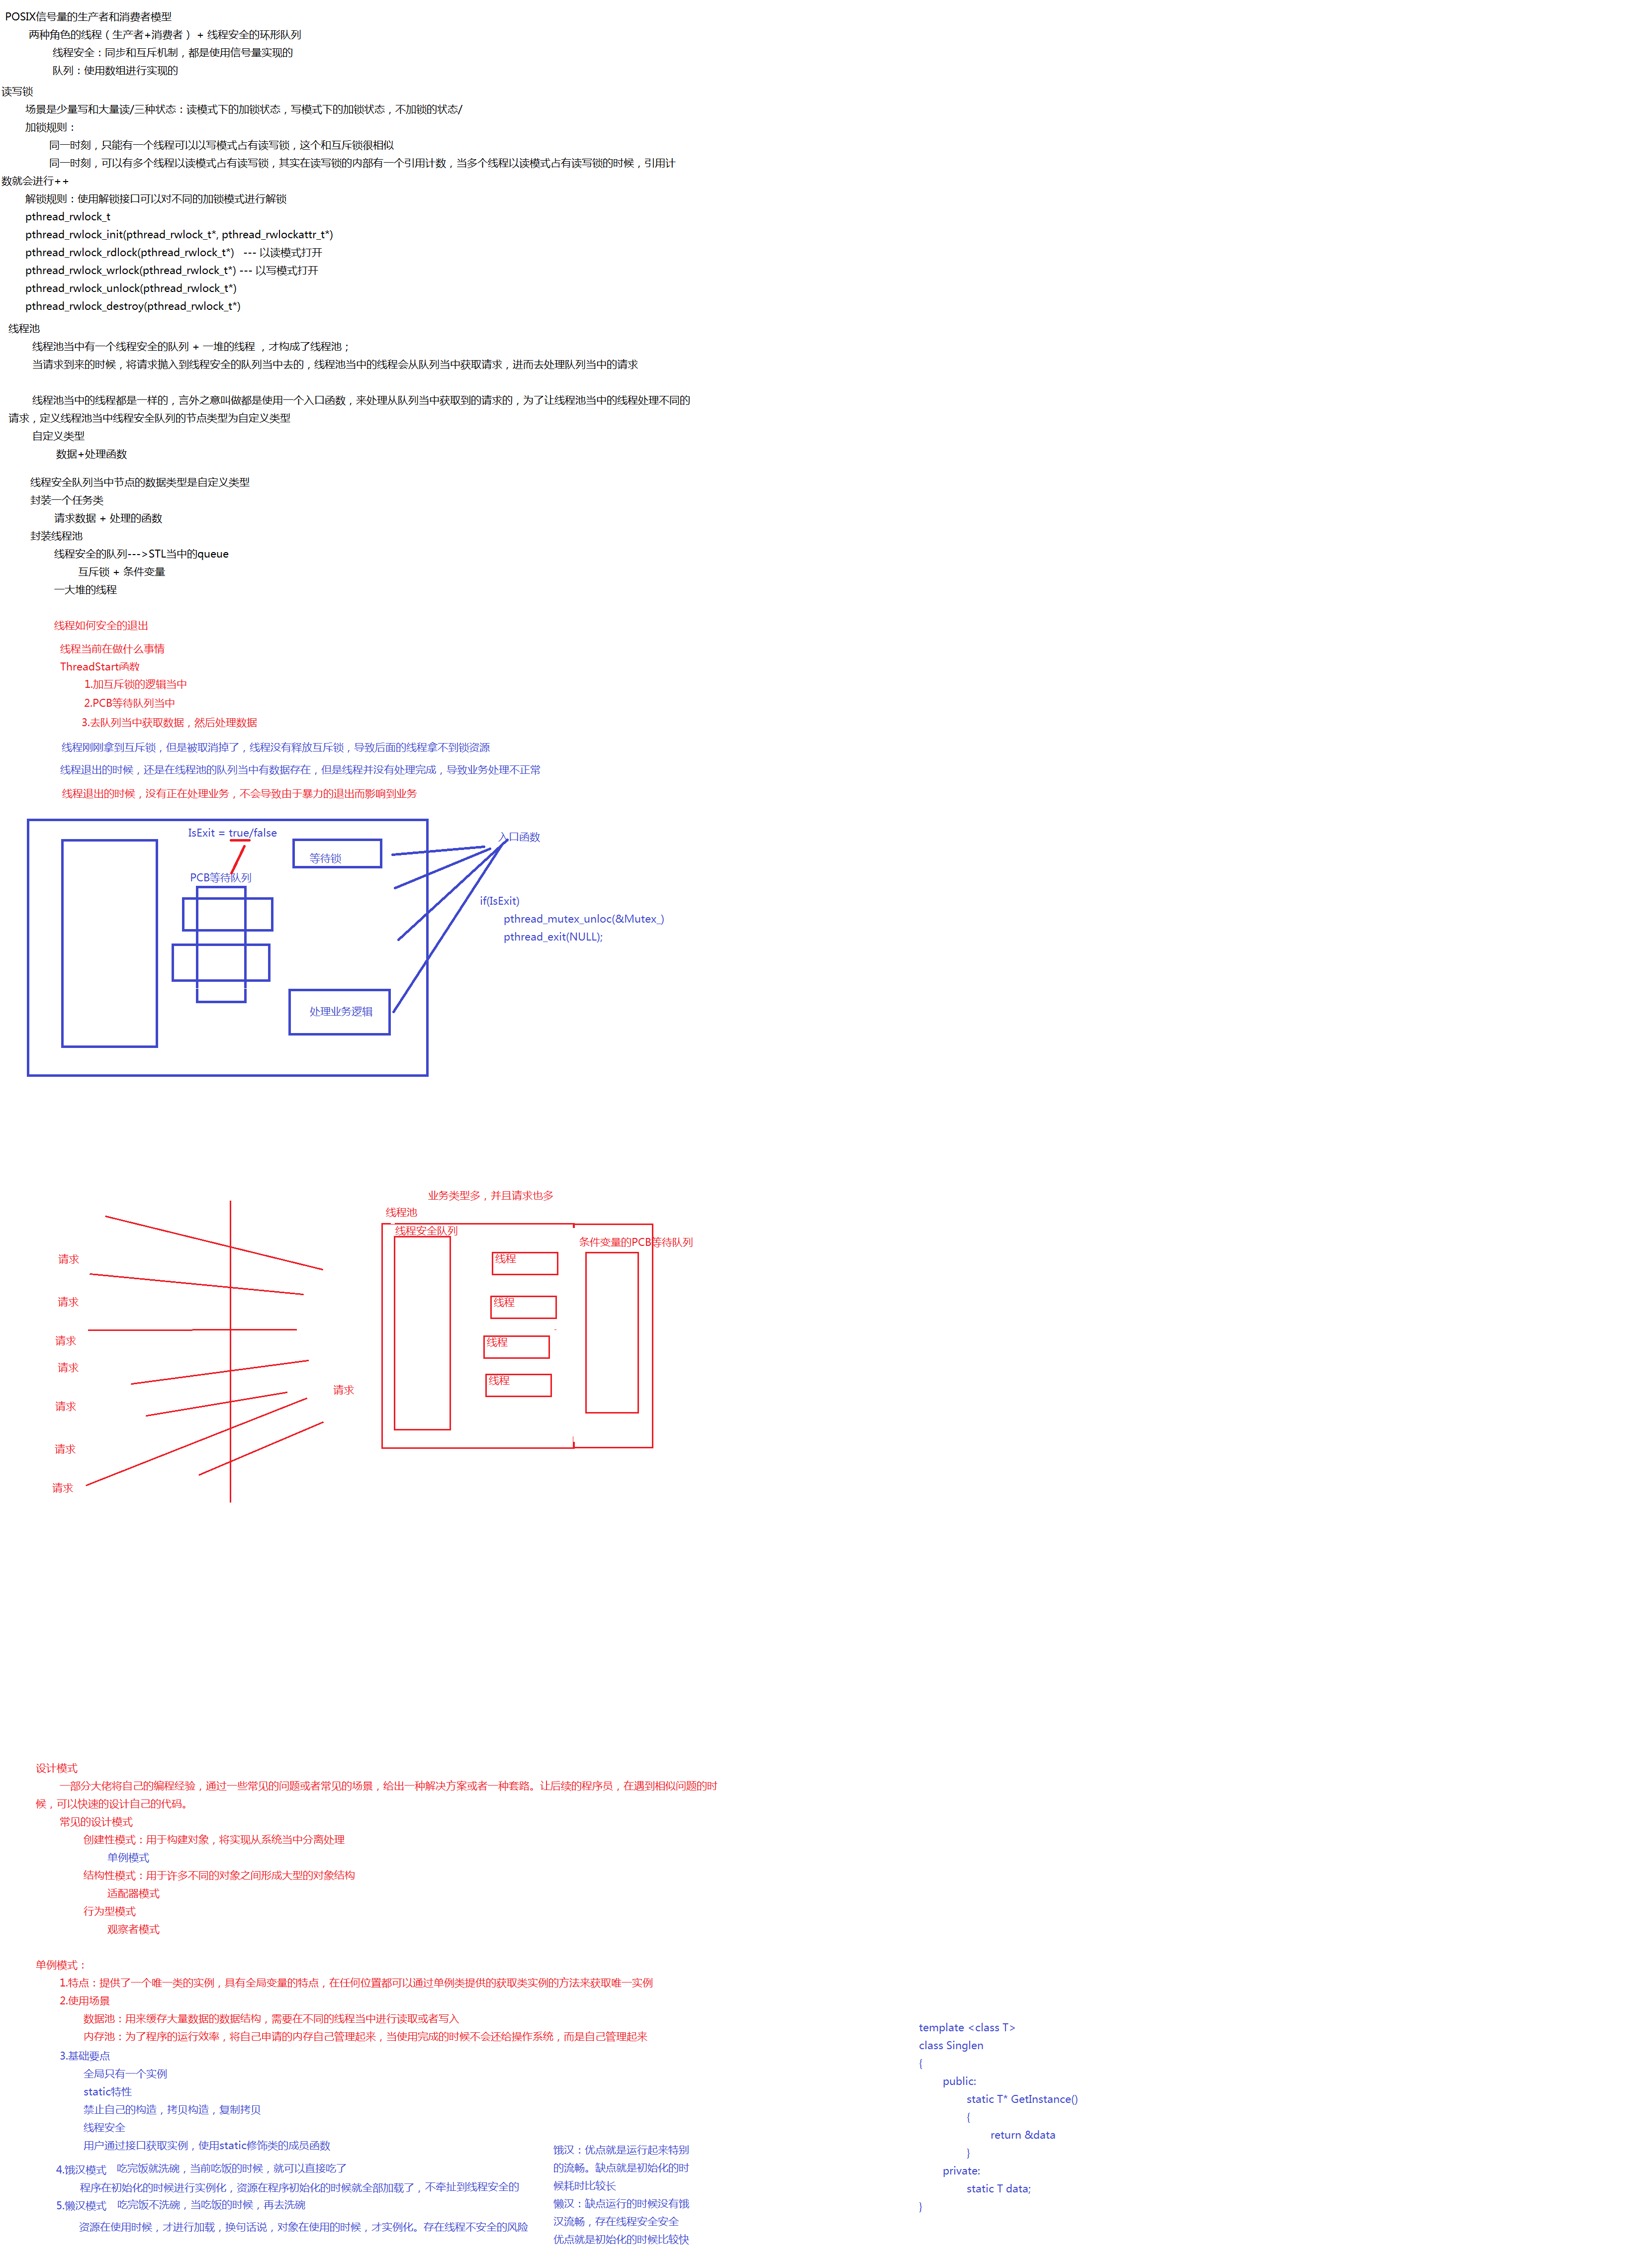 POSIX信号量的生产者和消费者模型
两种角色的线程（生产者+消费者） + 线程安全的环形队列
线程安全：同步和互斥机制，都是使用信号量实现的
队列：使用数组进行实现的
读写锁
场景是少量写和大量读/三种状态：读模式下的加锁状态，写模式下的加锁状态，不加锁的状态/
加锁规则：
同一时刻，只能有一个线程可以以写模式占有读写锁，这个和互斥锁很相似
同一时刻，可以有多个线程以读模式占有读写锁，其实在读写锁的内部有一个引用计数，当多个线程以读模式占有读写锁的时候，引用计
数就会进行++
解锁规则：使用解锁接口可以对不同的加锁模式进行解锁
pthread_rwlock_t
pthread_rwlock_init(pthread_rwlock_t*, pthread_rwlockattr_t*)
pthread_rwlock_rdlock(pthread_rwlock_t*) --- 以读模式打开
pthread_rwlock_wrlock(pthread_rwlock_t*) --- 以写模式打开
pthread_rwlock_unlock(pthread_rwlock_t*)
pthread_rwlock_destroy(pthread_rwlock_t*)
线程池
线程池当中有一个线程安全的队列 + 一堆的线程 ，才构成了线程池；
当请求到来的时候，将请求抛入到线程安全的队列当中去的，线程池当中的线程会从队列当中获取请求，进而去处理队列当中的请求
线程池当中的线程都是一样的，言外之意叫做都是使用一个入口函数，来处理从队列当中获取到的请求的，为了让线程池当中的线程处理不同的
请求，定义线程池当中线程安全队列的节点类型为自定义类型
自定义类型
数据+处理函数
线程安全队列当中节点的数据类型是自定义类型
封装一个任务类
请求数据 + 处理的函数
封装线程池
线程安全的队列--->STL当中的queue
互斥锁 + 条件变量
一大堆的线程
线程如何安全的退出
线程当前在做什么事情
ThreadStart函数
1.加互斥锁的逻辑当中
2.PCB等待队列当中
3.去队列当中获取数据，然后处理数据
线程刚刚拿到互斥锁，但是被取消掉了，线程没有释放互斥锁，导致后面的线程拿不到锁资源
线程退出的时候，还是在线程池的队列当中有数据存在，但是线程并没有处理完成，导致业务处理不正常
线程退出的时候，没有正在处理业务，不会导致由于暴力的退出而影响到业务
IsExit = true/false
入口函数
等待锁
PCB等待队列
if(IsExit)
pthread_mutex_unloc(&Mutex_)
pthread_exit(NULL);
处理业务逻辑
业务类型多，并且请求也多
线程池
线程安全队列
条件变量的PCB等待队列
请求
线程
请求
线程
请求
线程
请求
线程
请求
请求
请求
请求
设计模式
一部分大佬将自己的编程经验，通过一些常见的问题或者常见的场景，给出一种解决方案或者一种套路。让后续的程序员，在遇到相似问题的时
候，可以快速的设计自己的代码。
常见的设计模式
创建性模式：用于构建对象，将实现从系统当中分离处理
单例模式
结构性模式：用于许多不同的对象之间形成大型的对象结构
适配器模式
行为型模式
观察者模式
单例模式：
1.特点：提供了一个唯一类的实例，具有全局变量的特点，在任何位置都可以通过单例类提供的获取类实例的方法来获取唯一实例
2.使用场景
数据池：用来缓存大量数据的数据结构，需要在不同的线程当中进行读取或者写入
内存池：为了程序的运行效率，将自己申请的内存自己管理起来，当使用完成的时候不会还给操作系统，而是自己管理起来
3.基础要点
全局只有一个实例
static特性
禁止自己的构造，拷贝构造，复制拷贝
线程安全
用户通过接口获取实例，使用static修饰类的成员函数
4.饿汉模式 吃完饭就洗碗，当前吃饭的时候，就可以直接吃了
程序在初始化的时候进行实例化，资源在程序初始化的时候就全部加载了，不牵扯到线程安全的
5.懒汉模式 吃完饭不洗碗，当吃饭的时候，再去洗碗
资源在使用时候，才进行加载，换句话说，对象在使用的时候，才实例化。存在线程不安全的风险
饿汉：优点就是运行起来特别
的流畅。缺点就是初始化的时
候耗时比较长
懒汉：缺点运行的时候没有饿
汉流畅，存在线程安全安全
优点就是初始化的时候比较快
template <class T>
class Singlen
{
public:
static T* GetInstance()
{
return &data
}
private:
static T data;
}